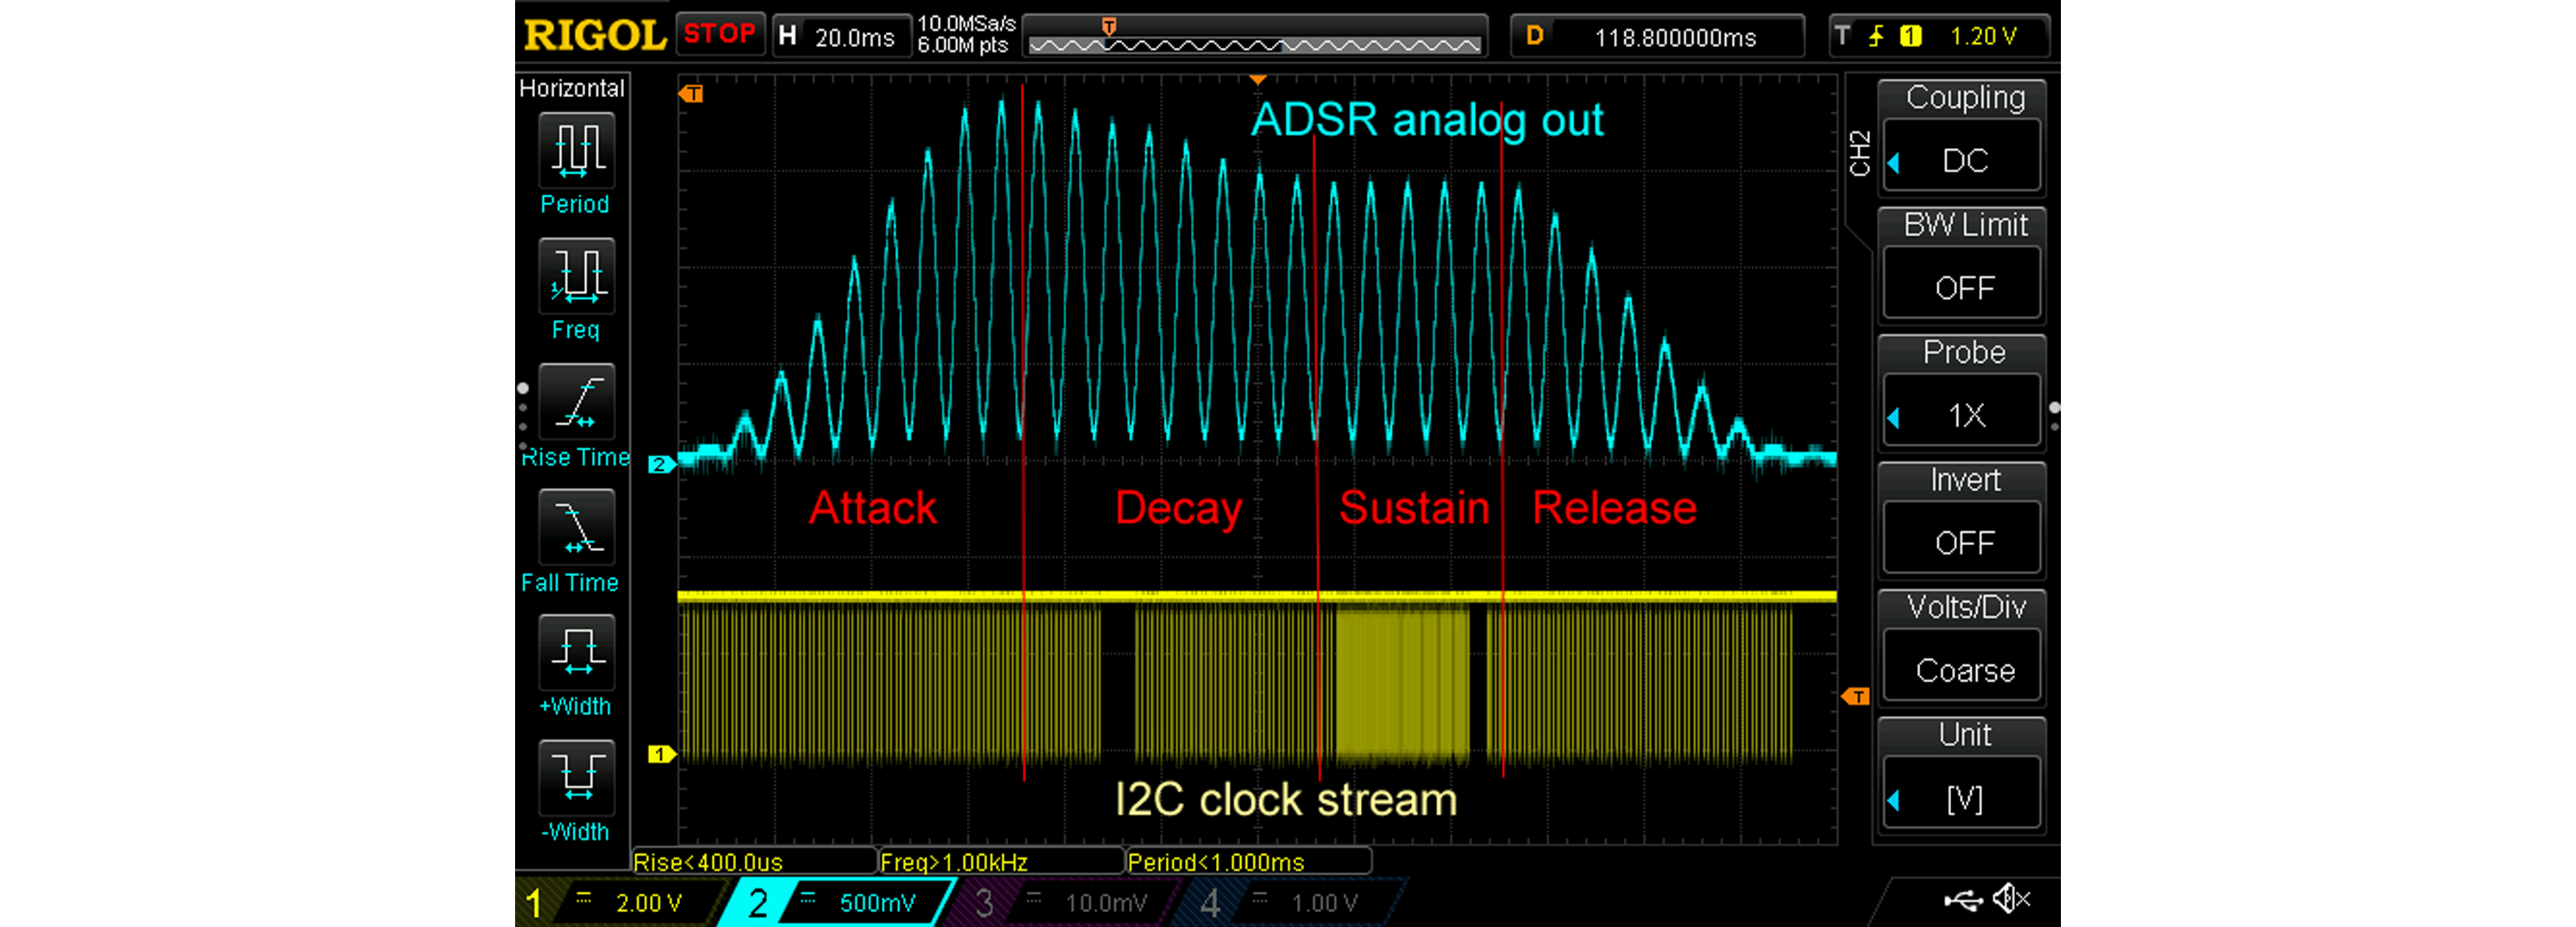 RIGOL STOP H 20.0ms 10.0MSa/s 6.00M pts T D 118.800000ms T 1 1.20 V
Horizontal
Period
Freq
Rise Time
Fall Time
+Width
-Width
T
ADSR analog out
2
Attack Decay Sustain Release
T
1
I2C clock stream
CH2
Coupling
DC
BW Limit
OFF
Probe
1X
Invert
OFF
Volts/Div
Coarse
Unit
[V]
Rise<400.0us Freq>1.00kHz Period<1.000ms
1 2.00 V 2 500mV 3 10.0mV 4 1.00 V